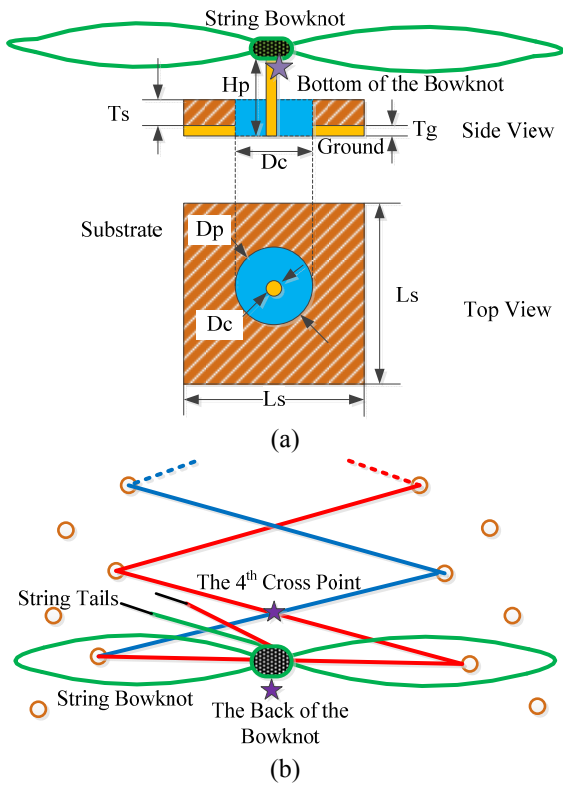 String Bowknot
Hp
Bottom of the Bowknot
Ts
Tg
Side View
Ground
Dc
Substrate
Dp
Ls
Dc
Top View
Ls
(a)
The 4th Cross Point
String Tails
String Bowknot
The Back of the
Bowknot
(b)